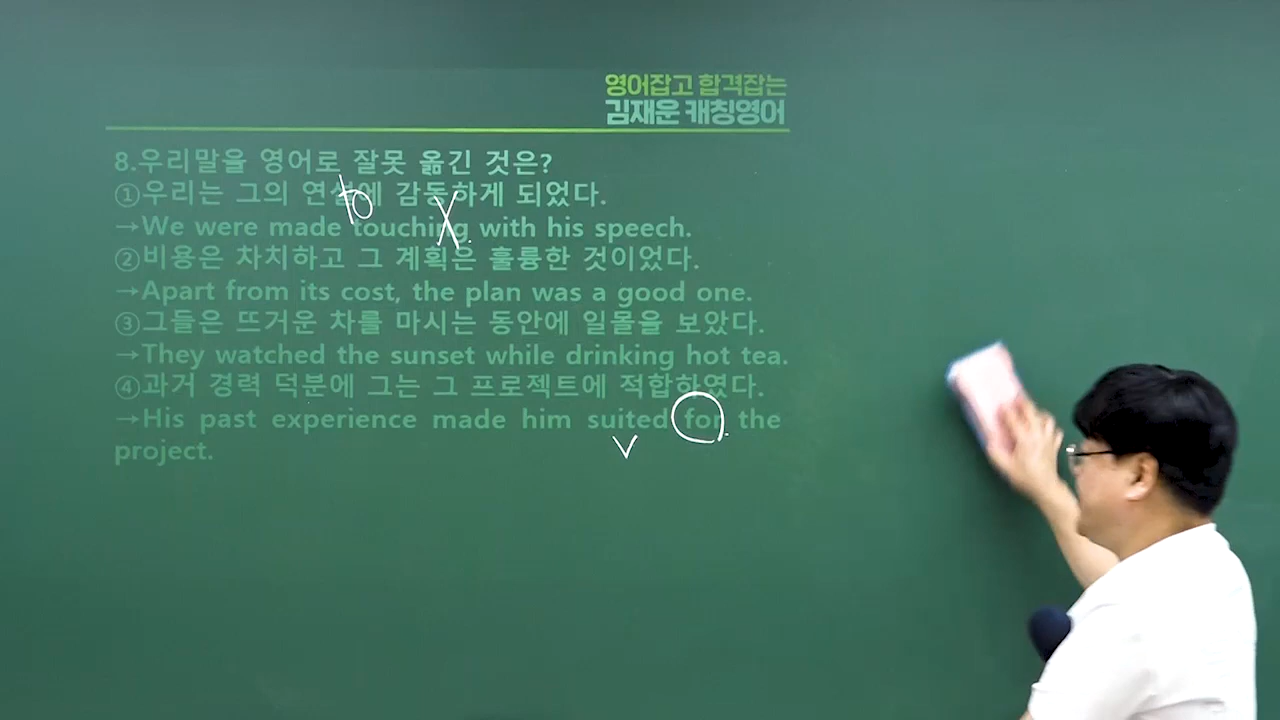 영어잡고 합격잡는
김재운 캐칭영어
8.우리말을 영어로 잘못 옮긴 것은?
①우리는 그의 연설에 감동하게 되었다.
to X
→We were made touching with his speech.
②비용은 차치하고 그 계획은 훌륭한 것이었다.
→Apart from its cost, the plan was a good one.
③그들은 뜨거운 차를 마시는 동안에 일몰을 보았다.
→They watched the sunset while drinking hot tea.
④과거 경력 덕분에 그는 그 프로젝트에 적합하였다.
→His past experience made him suited for the
project.